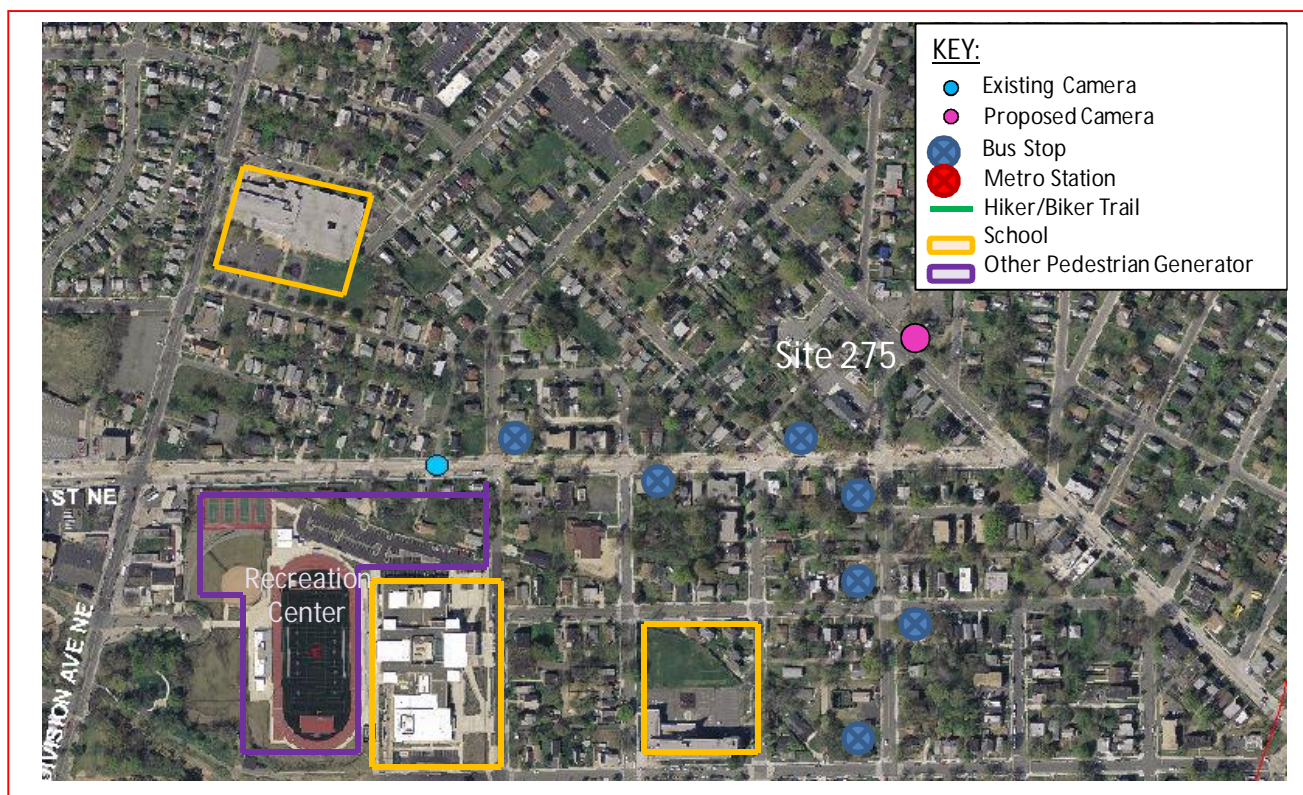 KEY:
Existing Camera
Proposed Camera
Bus Stop
Metro Station
Hiker/Biker Trail
School
Other Pedestrian Generator
Site 275
ST NE
Recreation
Center
DIVISION AVE NE